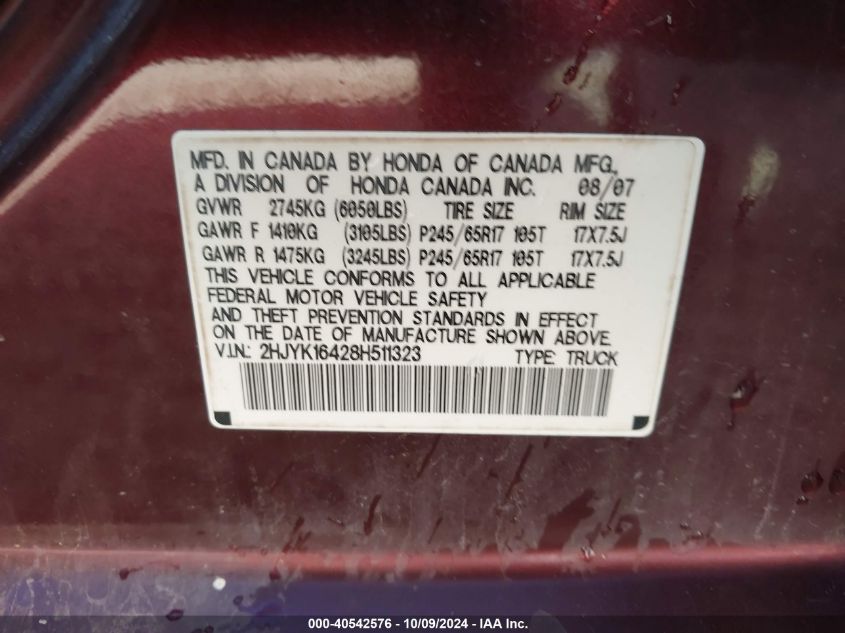 MFD. IN CANADA BY HONDA OF CANADA MFG.,
A DIVISION OF HONDA CANADA INC. 08/07
GVWR 2745KG (6050LBS) TIRE SIZE RIM SIZE
GAWR F 1410KG (3105LBS) P245/65R17 105T 17X7.5J
GAWR R 1475KG (3245LBS) P245/65R17 105T 17X7.5J
THIS VEHICLE CONFORMS TO ALL APPLICABLE
FEDERAL MOTOR VEHICLE SAFETY
AND THEFT PREVENTION STANDARDS IN EFFECT
ON THE DATE OF MANUFACTURE SHOWN ABOVE.
V.I.N.: 2HJYK16428H511323 TYPE: TRUCK
000-40542576 - 10/09/2024 - IAA Inc.